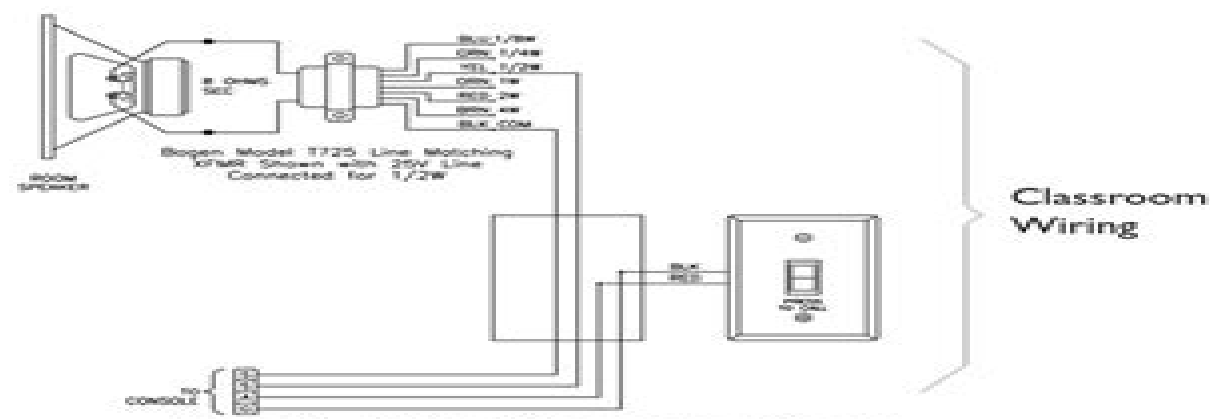 BLU 1/8W
ORN 1/4W
YEL 1/2W
ORN 1W
RED 2W
BRN 4W
BLK COM
8 OHMS
SEC
Bogen Model T725 Line Matching
XFMR Shown with 25V Line
Connected for 1/2W
ROOM
SPEAKER
Classroom
Wiring
BLK
RED
PRESS
TO CALL
TO
CONSOLE